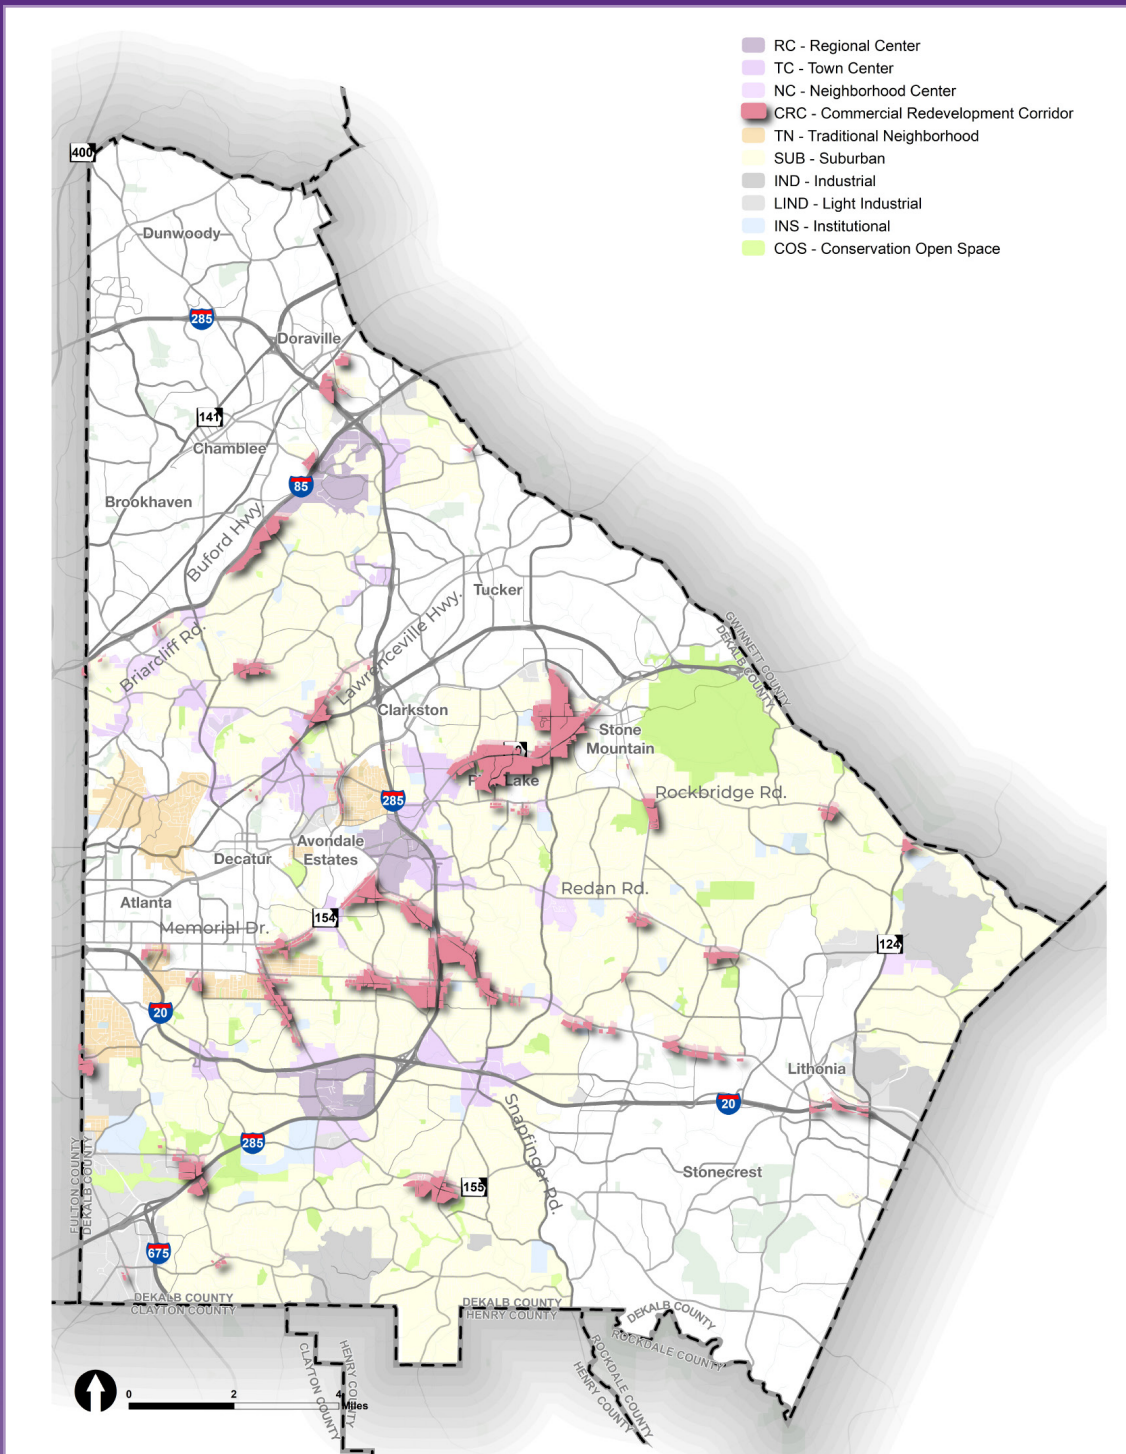 RC - Regional Center
TC - Town Center
NC - Neighborhood Center
CRC - Commercial Redevelopment Corridor
TN - Traditional Neighborhood
SUB - Suburban
IND - Industrial
LIND - Light Industrial
INS - Institutional
COS - Conservation Open Space
400
Dunwoody
285
Doraville
141
Chamblee
85
Brookhaven
Buford Hwy.
Tucker
Lawrenceville Hwy.
Briarcliff Rd.
GWINNETT COUNTY
DEKALB COUNTY
Clarkston
Stone
Mountain
Lake
Rockbridge Rd.
285
Avondale
Estates
Decatur
Redan Rd.
Atlanta
154
Memorial Dr.
124
20
Lithonia
20
Snapfinger Rd.
285
FULTON COUNTY
DEKALB COUNTY
Stonecrest
155
675
DEKALB COUNTY
CLAYTON COUNTY
DEKALB COUNTY
HENRY COUNTY
DEKALB COUNTY
ROCKDALE COUNTY
CLAYTON COUNTY
HENRY COUNTY
ROCKDALE COUNTY
HENRY COUNTY
0 2 4
Miles